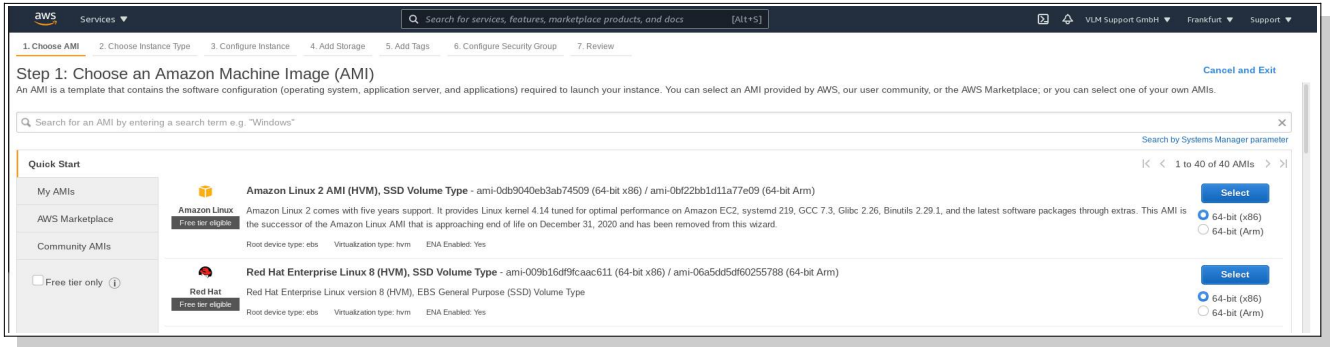 aws Services ▼ Search for services, features, marketplace products, and docs [Alt+S] VLM Support GmbH ▼ Frankfurt ▼ Support ▼
1. Choose AMI 2. Choose Instance Type 3. Configure Instance 4. Add Storage 5. Add Tags 6. Configure Security Group 7. Review
Step 1: Choose an Amazon Machine Image (AMI) Cancel and Exit
An AMI is a template that contains the software configuration (operating system, application server, and applications) required to launch your instance. You can select an AMI provided by AWS, our user community, or the AWS Marketplace; or you can select one of your own AMIs.
Search for an AMI by entering a search term e.g. "Windows"
Search by Systems Manager parameter
Quick Start
1 to 40 of 40 AMIs
My AMIs
AWS Marketplace
Community AMIs
Free tier only
Amazon Linux
Free tier eligible
Amazon Linux 2 AMI (HVM), SSD Volume Type - ami-0db9040eb3ab74509 (64-bit x86) / ami-0bf22bb1d11a77e09 (64-bit Arm)
Amazon Linux 2 comes with five years support. It provides Linux kernel 4.14 tuned for optimal performance on Amazon EC2, systemd 219, GCC 7.3, Glibc 2.26, Binutils 2.29.1, and the latest software packages through extras. This AMI is
the successor of the Amazon Linux AMI that is approaching end of life on December 31, 2020 and has been removed from this wizard.
Root device type: ebs Virtualization type: hvm ENA Enabled: Yes
Select
64-bit (x86)
64-bit (Arm)
Red Hat
Free tier eligible
Red Hat Enterprise Linux 8 (HVM), SSD Volume Type - ami-009b16df9fcaac611 (64-bit x86) / ami-06a5dd5df60255788 (64-bit Arm)
Red Hat Enterprise Linux version 8 (HVM), EBS General Purpose (SSD) Volume Type
Root device type: ebs Virtualization type: hvm ENA Enabled: Yes
Select
64-bit (x86)
64-bit (Arm)